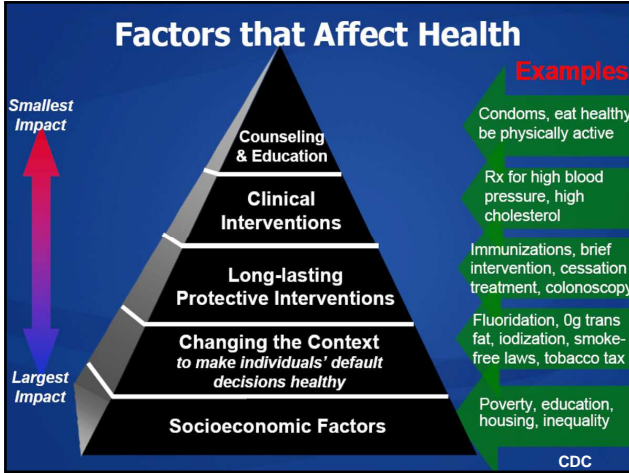 Factors that Affect Health
Examples
Smallest
Impact
Counseling
& Education
Condoms, eat healthy
be physically active
Clinical
Interventions
Rx for high blood
pressure, high
cholesterol
Long-lasting
Protective Interventions
Immunizations, brief
intervention, cessation
treatment, colonoscopy
Changing the Context
to make individuals' default
decisions healthy
Fluoridation, 0g trans
fat, iodization, smoke-
free laws, tobacco tax
Largest
Impact
Socioeconomic Factors
Poverty, education,
housing, inequality
CDC